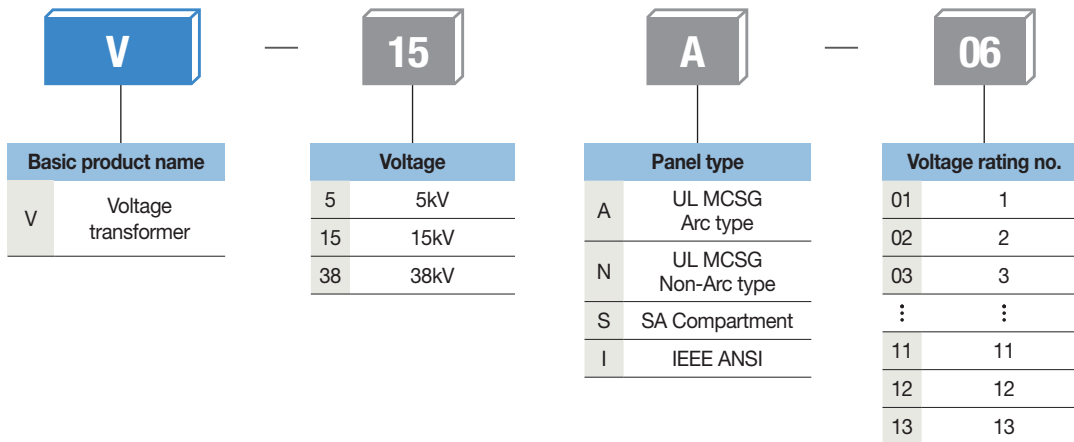 V — 15 A — 06
Basic product name
V Voltage
transformer
Voltage
5 5kV
15 15kV
38 38kV
Panel type
A UL MCSG
Arc type
N UL MCSG
Non-Arc type
S SA Compartment
I IEEE ANSI
Voltage rating no.
01 1
02 2
03 3
⋮ ⋮
11 11
12 12
13 13